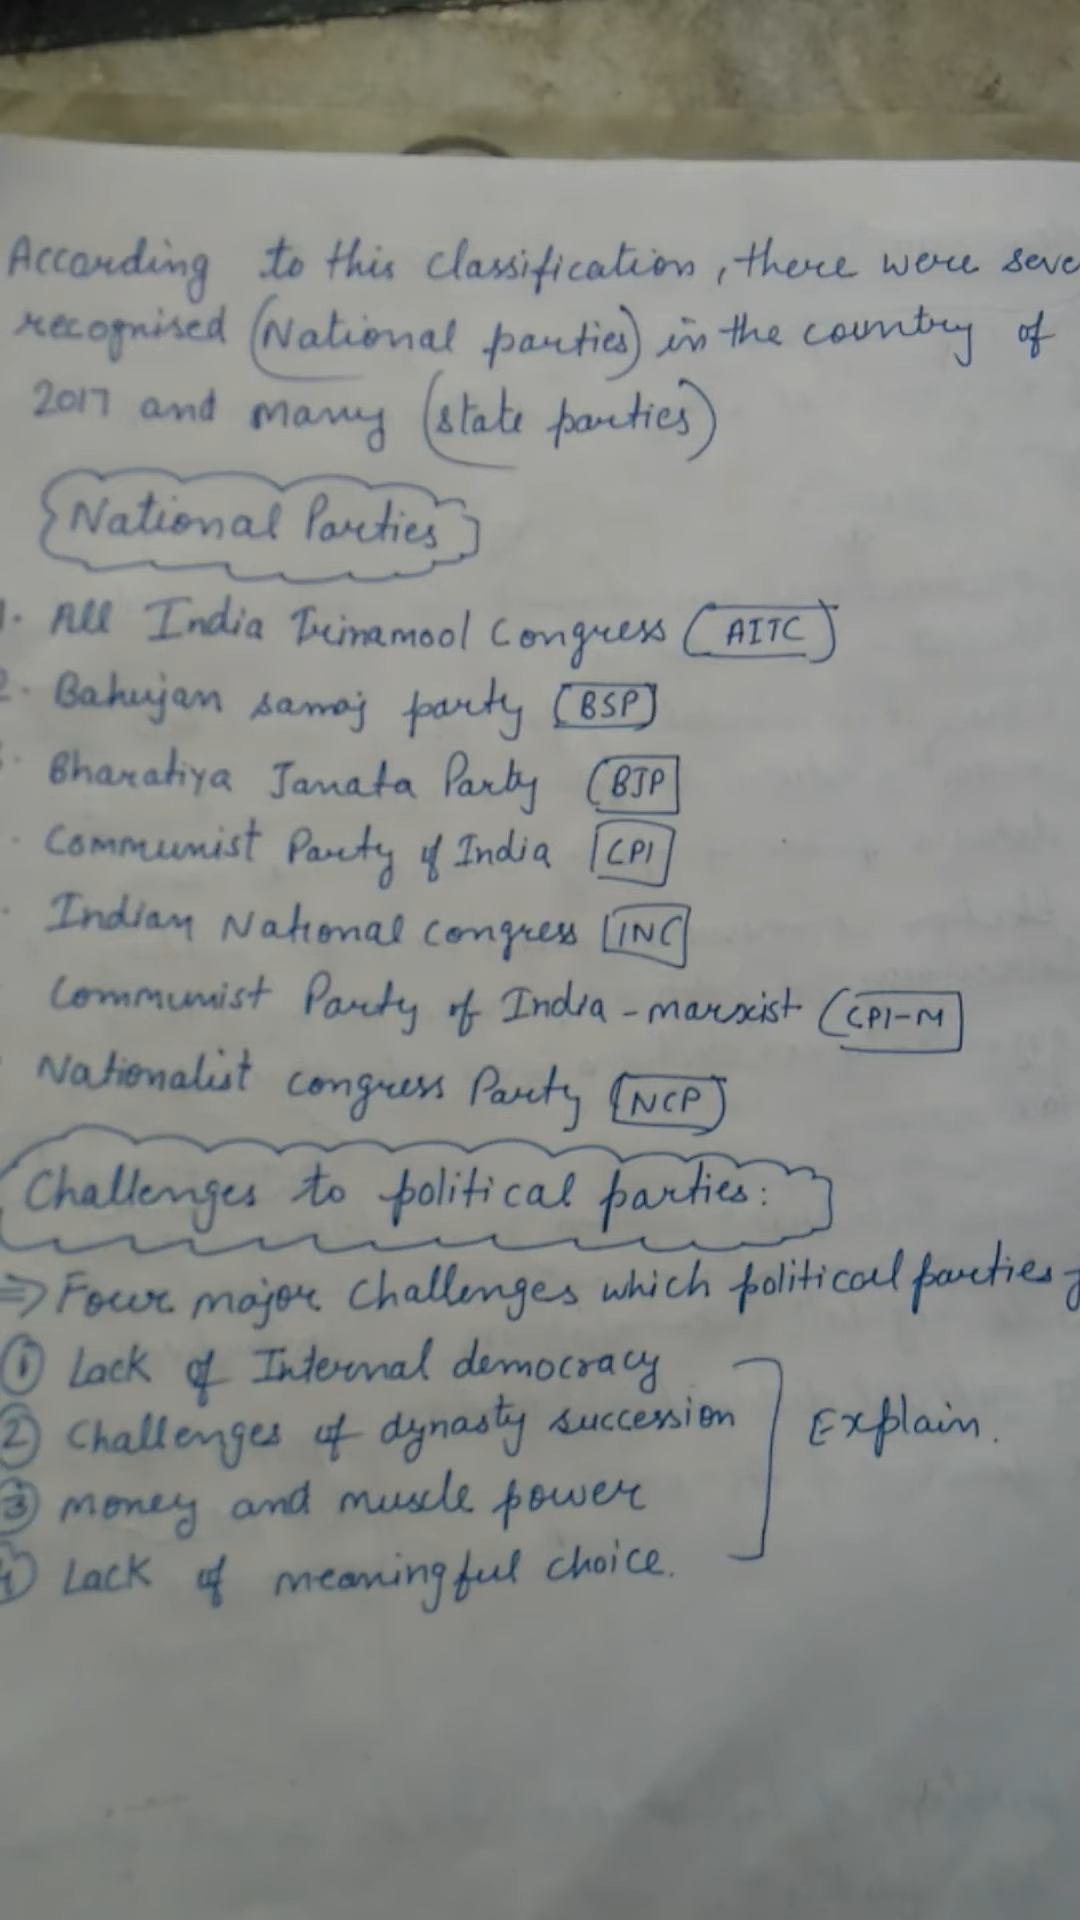 According to this classification, there were seve
recognised (National parties) in the country of
2017 and many (state parties)
National Parties
1. All India Trinamool Congress (AITC)
2. Bahujan samaj party (BSP)
Bharatiya Janata Party (BJP)
Communist Party of India [CPI]
Indian National congress [INC]
Communist Party of India - marxist (CPI-M)
Nationalist congress Party [NCP]
Challenges to political parties:
⇒ Four major challenges which political parties
① Lack of Internal democracy
② Challenges of dynasty succession Explain.
③ money and muscle power
④ Lack of meaningful choice.